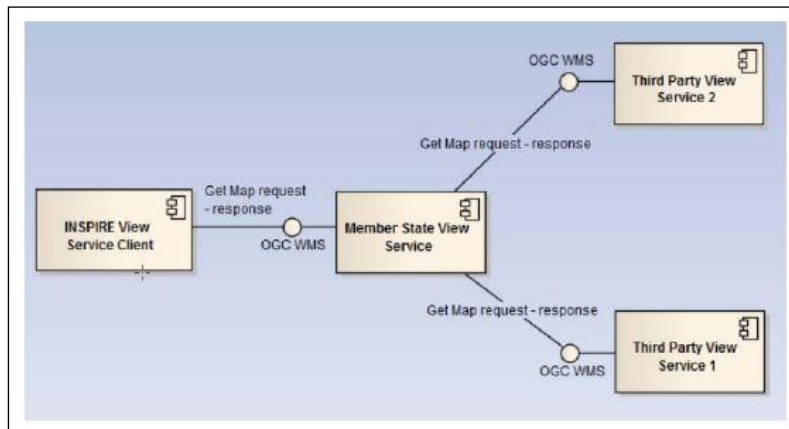 OGC WMS
Third Party View
Service 2
Get Map request - response
Get Map request
- response
INSPIRE View
Service Client
OGC WMS
Member State View
Service
Get Map request - response
Third Party View
Service 1
OGC WMS